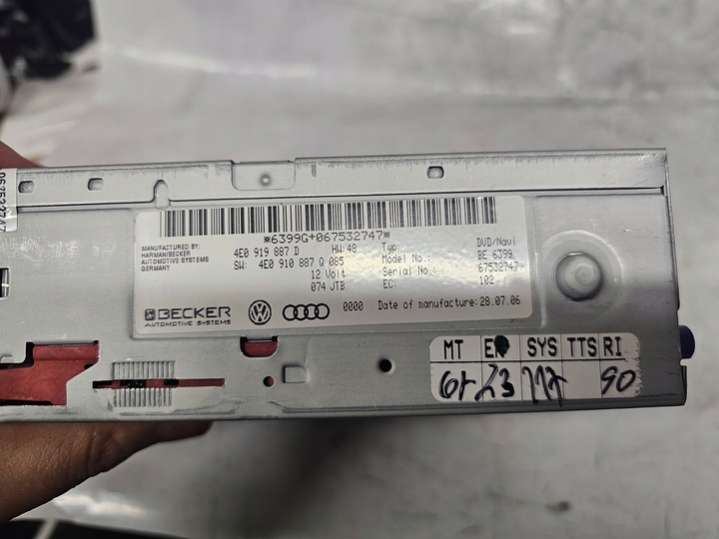 *6399G+067532747*
MANUFACTURED BY:
HARMAN/BECKER
AUTOMOTIVE SYSTEMS
GERMANY
4E0 919 887 D HW:48 Typ: DVD/Navi
SW: 4E0 910 887 Q 085 Model No.: BE 6399
12 Volt Serial No.: 67532747
074 JTB EC: 102
BECKER
AUTOMOTIVE SYSTEMS
0000 Date of manufacture: 28.07.06
MT SYS TTS RI
23 90
067532747